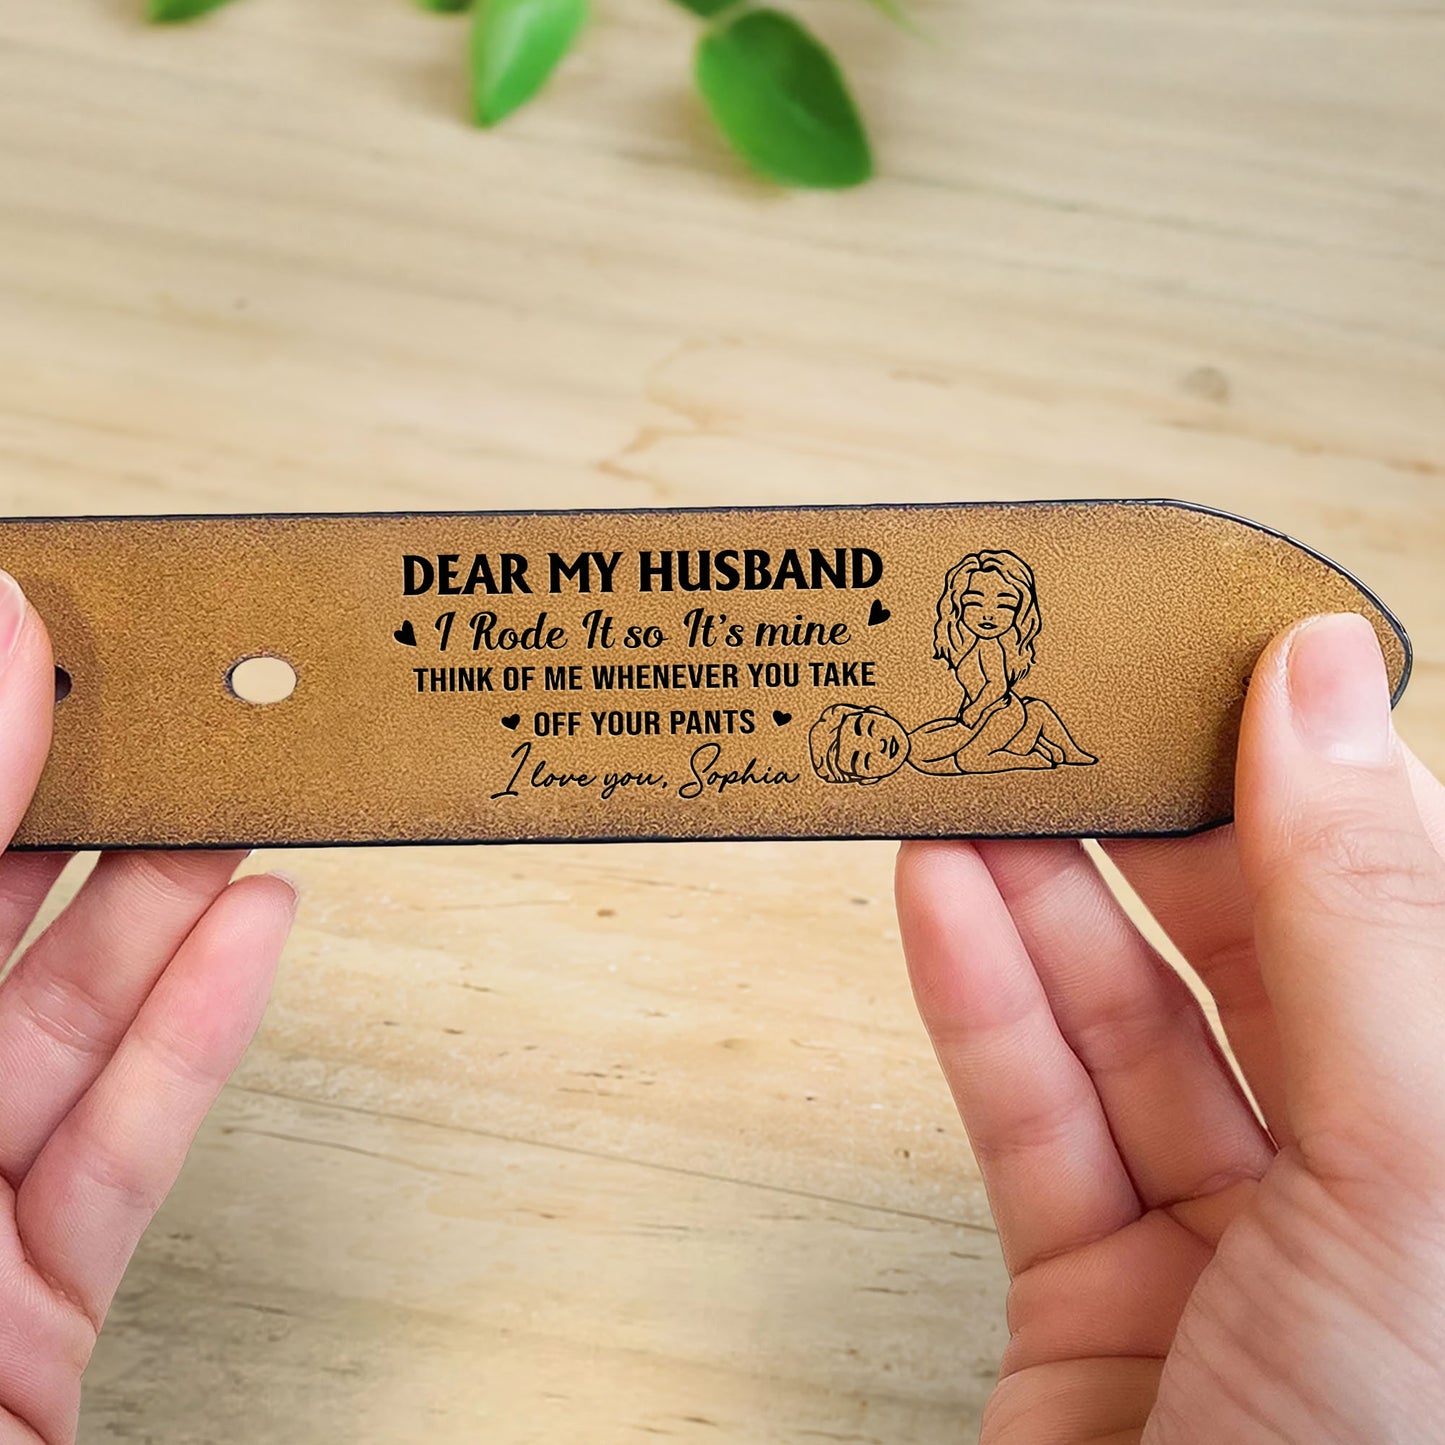 DEAR MY HUSBAND
I Rode It so It's mine
THINK OF ME WHENEVER YOU TAKE
OFF YOUR PANTS
I love you, Sophia